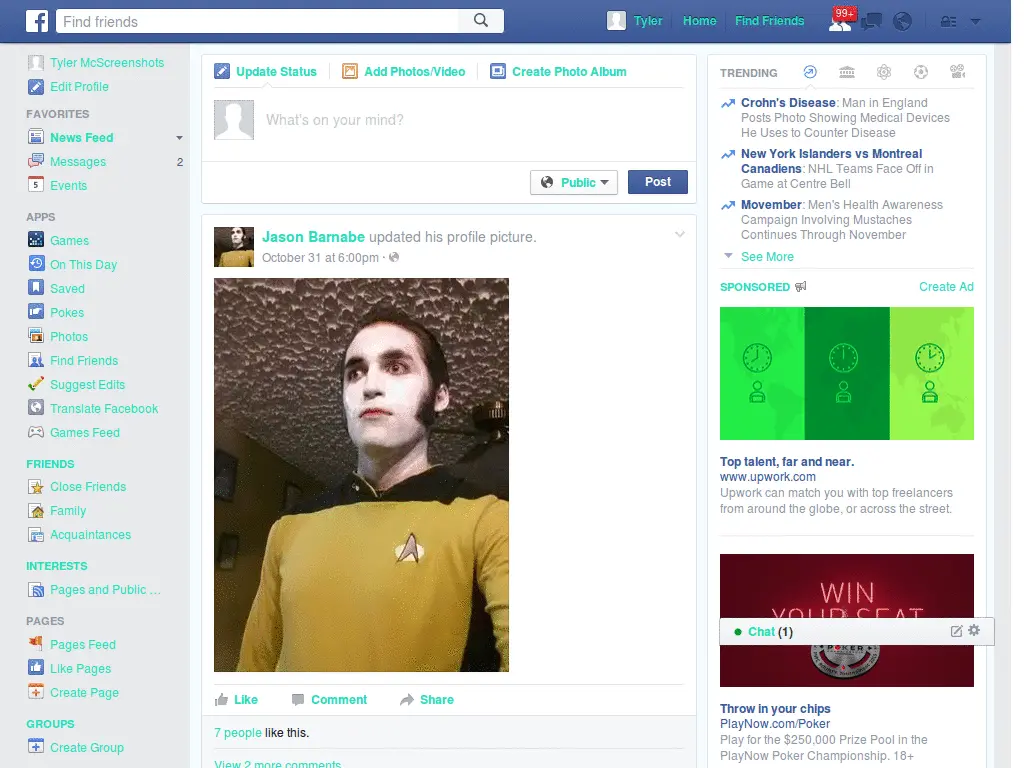 f
Find friends
Tyler
Home
Find Friends
99+
Tyler McScreenshots
Edit Profile
FAVORITES
News Feed
Messages 2
5 Events
APPS
Games
On This Day
Saved
Pokes
Photos
Find Friends
Suggest Edits
Translate Facebook
Games Feed
FRIENDS
Close Friends
Family
Acquaintances
INTERESTS
Pages and Public ...
PAGES
Pages Feed
Like Pages
Create Page
GROUPS
Create Group
Update Status
Add Photos/Video
Create Photo Album
What's on your mind?
Public
Post
Jason Barnabe updated his profile picture.
October 31 at 6:00pm ·
Like
Comment
Share
7 people like this.
View 2 more comments
TRENDING
Crohn's Disease: Man in England
Posts Photo Showing Medical Devices
He Uses to Counter Disease
New York Islanders vs Montreal
Canadiens: NHL Teams Face Off in
Game at Centre Bell
Movember: Men's Health Awareness
Campaign Involving Mustaches
Continues Through November
See More
SPONSORED
Create Ad
Top talent, far and near.
www.upwork.com
Upwork can match you with top freelancers
from around the globe, or across the street.
WIN
YOUR SEAT
Chat (1)
POKER
Throw in your chips
PlayNow.com/Poker
Play for the $250,000 Prize Pool in the
PlayNow Poker Championship. 18+